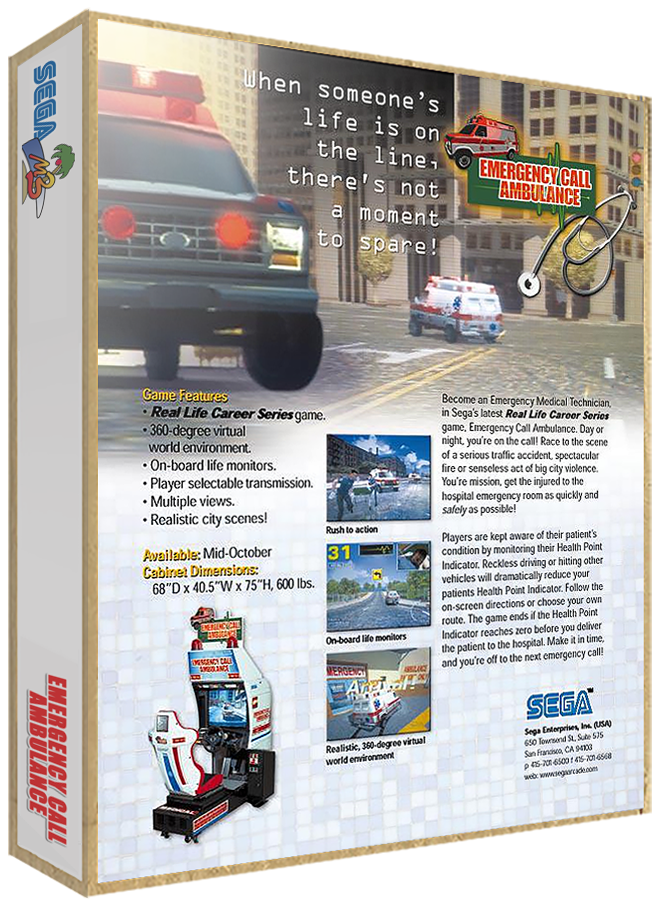 SEGA
EMERGENCY CALL
AMBULANCE
When someone's
life is on
the line,
there's not
a moment
to spare!
EMERGENCY CALL
AMBULANCE
Game Features
• Real Life Career Series game.
• 360-degree virtual
world environment.
• On-board life monitors.
• Player selectable transmission.
• Multiple views.
• Realistic city scenes!
Available: Mid-October
Cabinet Dimensions:
68"D x 40.5"W x 75"H, 600 lbs.
EMERGENCY CALL
AMBULANCE
EMERGENCY CALL
AMBULANCE
Rush to action
31
On-board life monitors
EMERGENCY
Realistic, 360-degree virtual
world environment
Become an Emergency Medical Technician,
in Sega's latest Real Life Career Series
game, Emergency Call Ambulance. Day or
night, you're on the call! Race to the scene
of a serious traffic accident, spectacular
fire or senseless act of big city violence.
You're mission, get the injured to the
hospital emergency room as quickly and
safely as possible!
Players are kept aware of their patient's
condition by monitoring their Health Point
Indicator. Reckless driving or hitting other
vehicles will dramatically reduce your
patients Health Point Indicator. Follow the
on-screen directions or choose your own
route. The game ends if the Health Point
Indicator reaches zero before you deliver
the patient to the hospital. Make it in time,
and you're off to the next emergency call!
SEGA™
Sega Enterprises, Inc. (USA)
650 Townsend St, Suite 575
San Francisco, CA 94103
p 415-701-6500 f 415-701-6568
web: www.segaarcade.com